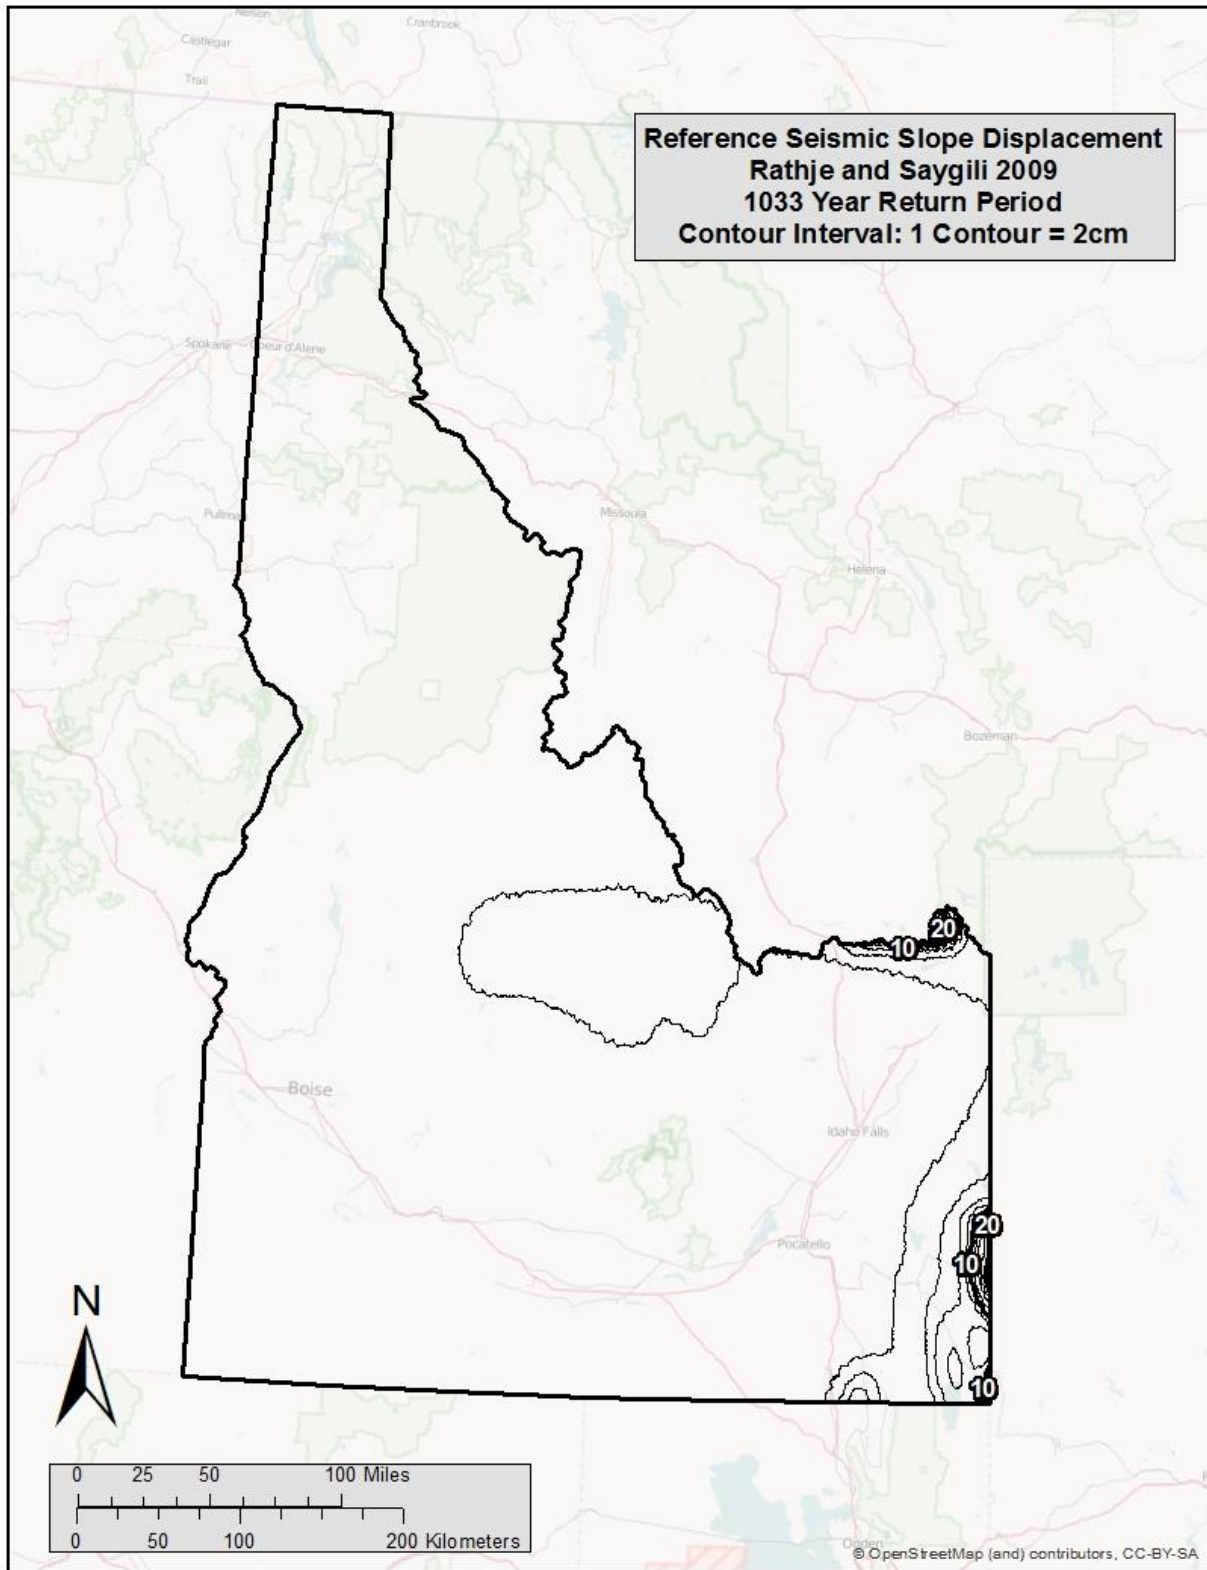 Nelson
Cranbrook
Castlegar
Trail
Reference Seismic Slope Displacement
Rathje and Saygili 2009
1033 Year Return Period
Contour Interval: 1 Contour = 2cm
Spokane
Coeur d'Alene
Pullman
Missoula
Helena
Bozeman
20
10
Boise
Idaho Falls
20
Pocatello
10
N
10
0 25 50 100 Miles
0 50 100 200 Kilometers
Ogden
© OpenStreetMap (and) contributors, CC-BY-SA